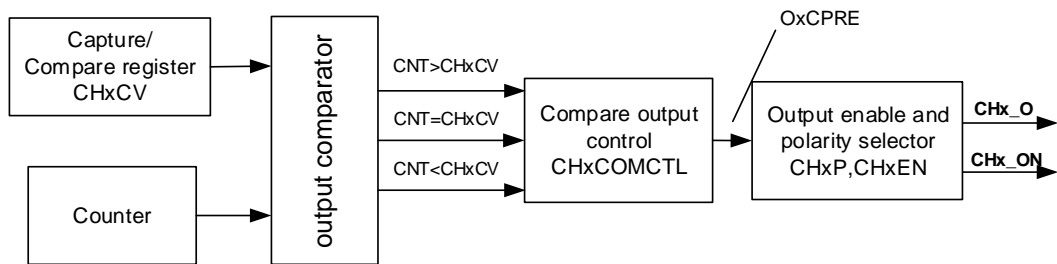 OxCPRE
Capture/
Compare register
CHxCV
Counter
output comparator
CNT>CHxCV
CNT=CHxCV
CNT<CHxCV
Compare output
control
CHxCOMCTL
Output enable and
polarity selector
CHxP,CHxEN
CHx_O
CHx_ON